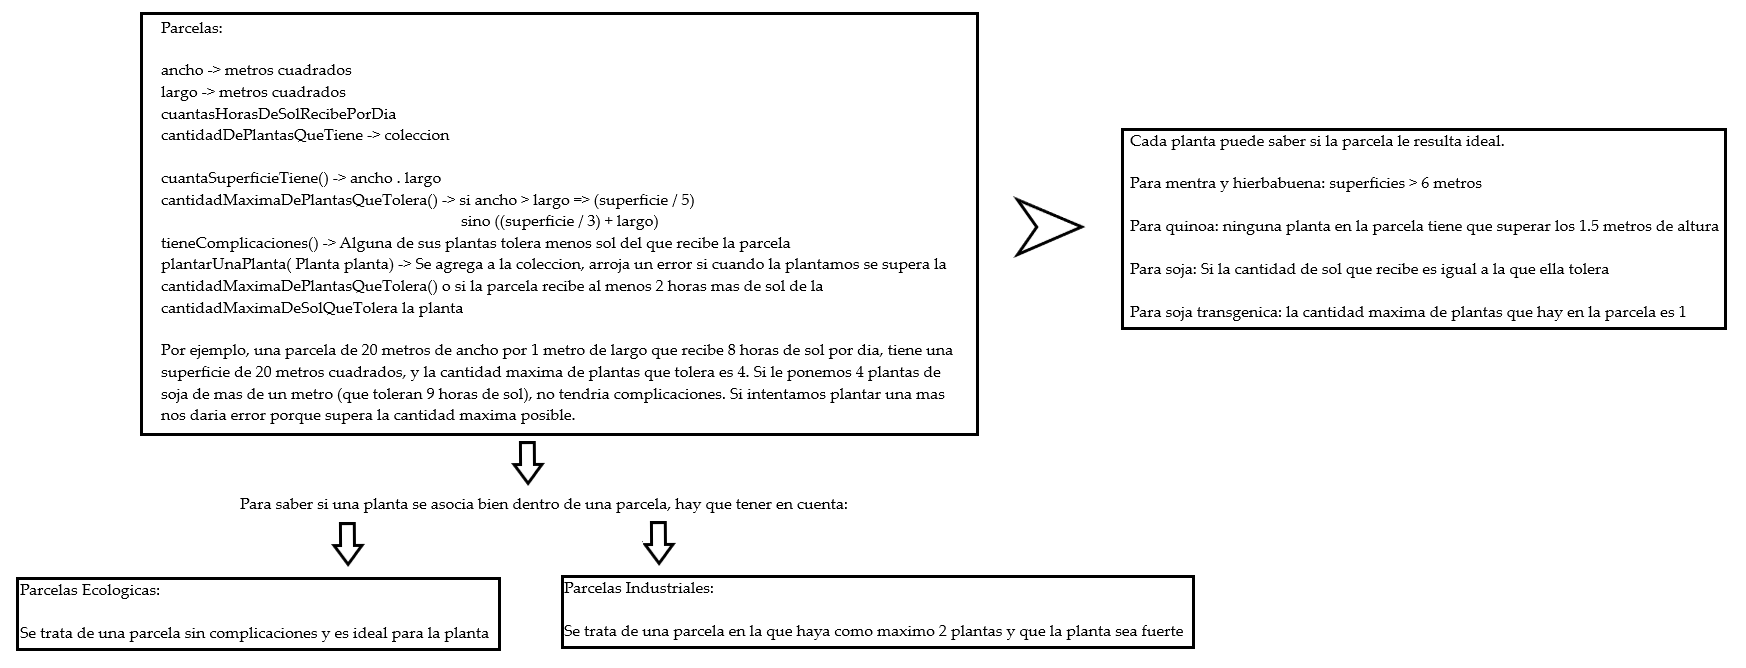 Parcelas:
ancho -> metros cuadrados
largo -> metros cuadrados
cuantasHorasDeSolRecibePorDia
cantidadDePlantasQueTiene -> coleccion
cuantaSuperficieTiene() -> ancho . largo
cantidadMaximaDePlantasQueTolera() -> si ancho > largo => (superficie / 5)
sino ((superficie / 3) + largo)
tieneComplicaciones() -> Alguna de sus plantas tolera menos sol del que recibe la parcela
plantarUnaPlanta( Planta planta) -> Se agrega a la coleccion, arroja un error si cuando la plantamos se supera la
cantidadMaximaDePlantasQueTolera() o si la parcela recibe al menos 2 horas mas de sol de la
cantidadMaximaDeSolQueTolera la planta
Por ejemplo, una parcela de 20 metros de ancho por 1 metro de largo que recibe 8 horas de sol por dia, tiene una
superficie de 20 metros cuadrados, y la cantidad maxima de plantas que tolera es 4. Si le ponemos 4 plantas de
soja de mas de un metro (que toleran 9 horas de sol), no tendria complicaciones. Si intentamos plantar una mas
nos daria error porque supera la cantidad maxima posible.
Cada planta puede saber si la parcela le resulta ideal.
Para mentra y hierbabuena: superficies > 6 metros
Para quinoa: ninguna planta en la parcela tiene que superar los 1.5 metros de altura
Para soja: Si la cantidad de sol que recibe es igual a la que ella tolera
Para soja transgenica: la cantidad maxima de plantas que hay en la parcela es 1
Para saber si una planta se asocia bien dentro de una parcela, hay que tener en cuenta:
Parcelas Ecologicas:
Se trata de una parcela sin complicaciones y es ideal para la planta
Parcelas Industriales:
Se trata de una parcela en la que haya como maximo 2 plantas y que la planta sea fuerte